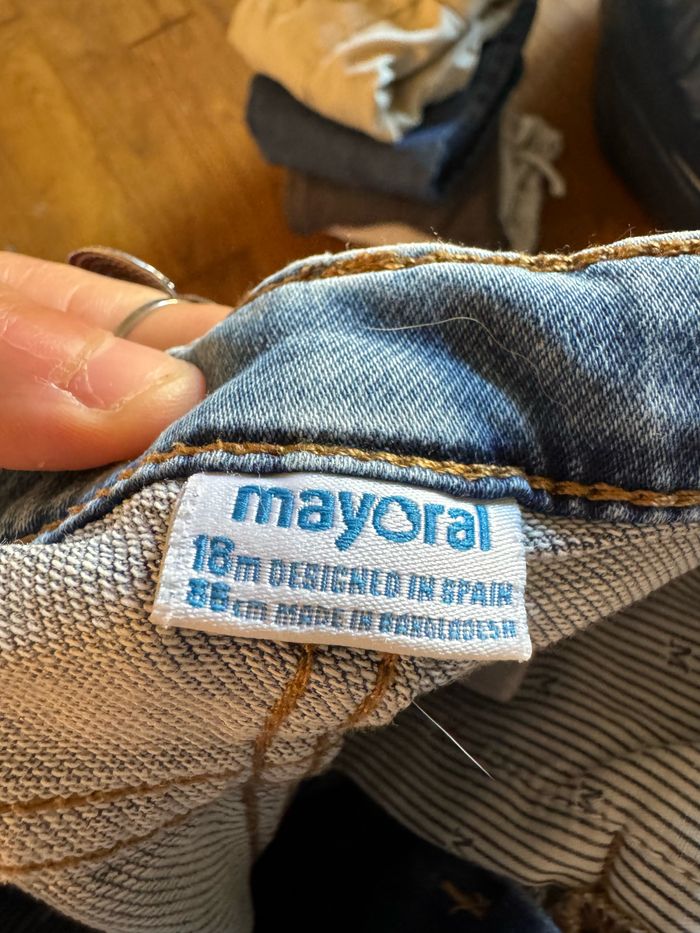 mayoral
18m DESIGNED IN SPAIN
86cm MADE IN BANGLADESH